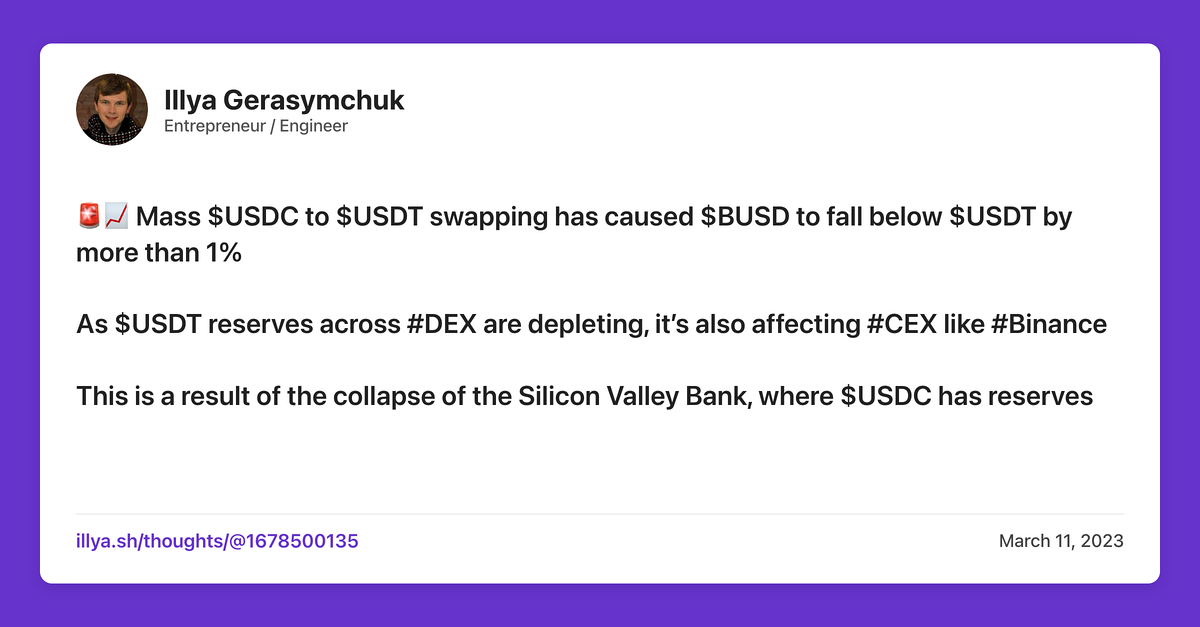 Illya Gerasymchuk
Entrepreneur / Engineer
🚨📈 Mass $USDC to $USDT swapping has caused $BUSD to fall below $USDT by
more than 1%
As $USDT reserves across #DEX are depleting, it’s also affecting #CEX like #Binance
This is a result of the collapse of the Silicon Valley Bank, where $USDC has reserves
illya.sh/thoughts/@1678500135
March 11, 2023